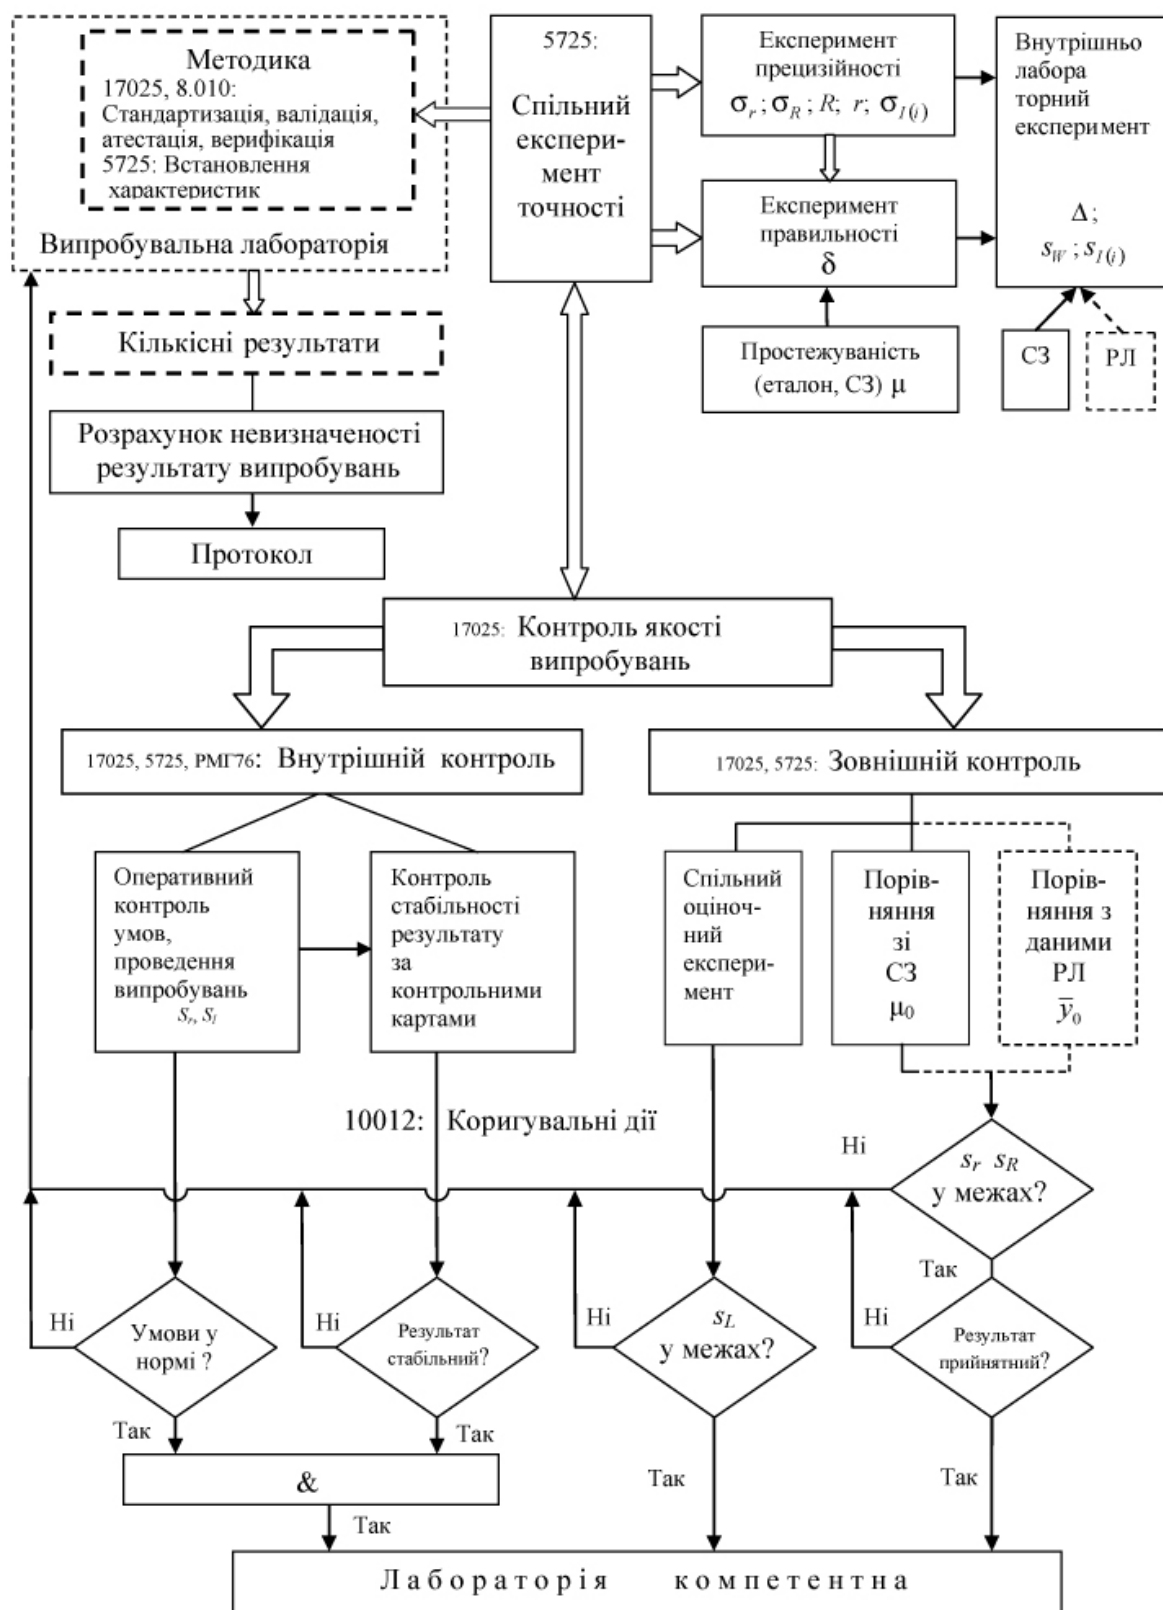 Методика
17025, 8.010:
Стандартизація, валідація,
атестація, верифікація
5725: Встановлення
характеристик
Випробувальна лабораторія
5725:
Спільний
експери-
мент
точності
Експеримент
прецизійності
σr ; σR ; R; r; σI(i)
Внутрішньо
лабора
торний
експеримент
Δ;
sW ; sI(i)
Експеримент
правильності
δ
Простежуваність
(еталон, СЗ) μ
СЗ
РЛ
Кількісні результати
Розрахунок невизначеності
результату випробувань
Протокол
17025: Контроль якості
випробувань
17025, 5725, РМГ76: Внутрішній контроль
17025, 5725: Зовнішній контроль
Оперативний
контроль
умов,
проведення
випробувань
Sr, Sl
Контроль
стабільності
результату
за
контрольними
картами
Спільний
оціноч-
ний
експери-
мент
Порів-
няння
зі
СЗ
μ0
Порів-
няння з
даними
РЛ
y̅0
10012: Коригувальні дії
Ні
sr sR
у межах?
Так
Ні
Умови у
нормі ?
Ні
Результат
стабільний?
Ні
sL
у межах?
Ні
Результат
прийнятний?
Так
Так
&
Так
Так
Так
Лабораторія компетентна